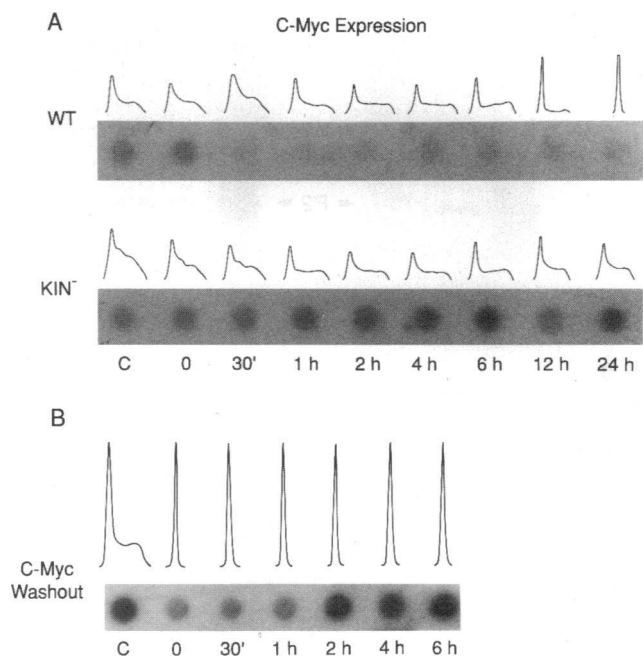 A
C-Myc Expression
WT
KIN⁻
C 0 30' 1 h 2 h 4 h 6 h 12 h 24 h
B
C-Myc
Washout
C 0 30' 1 h 2 h 4 h 6 h